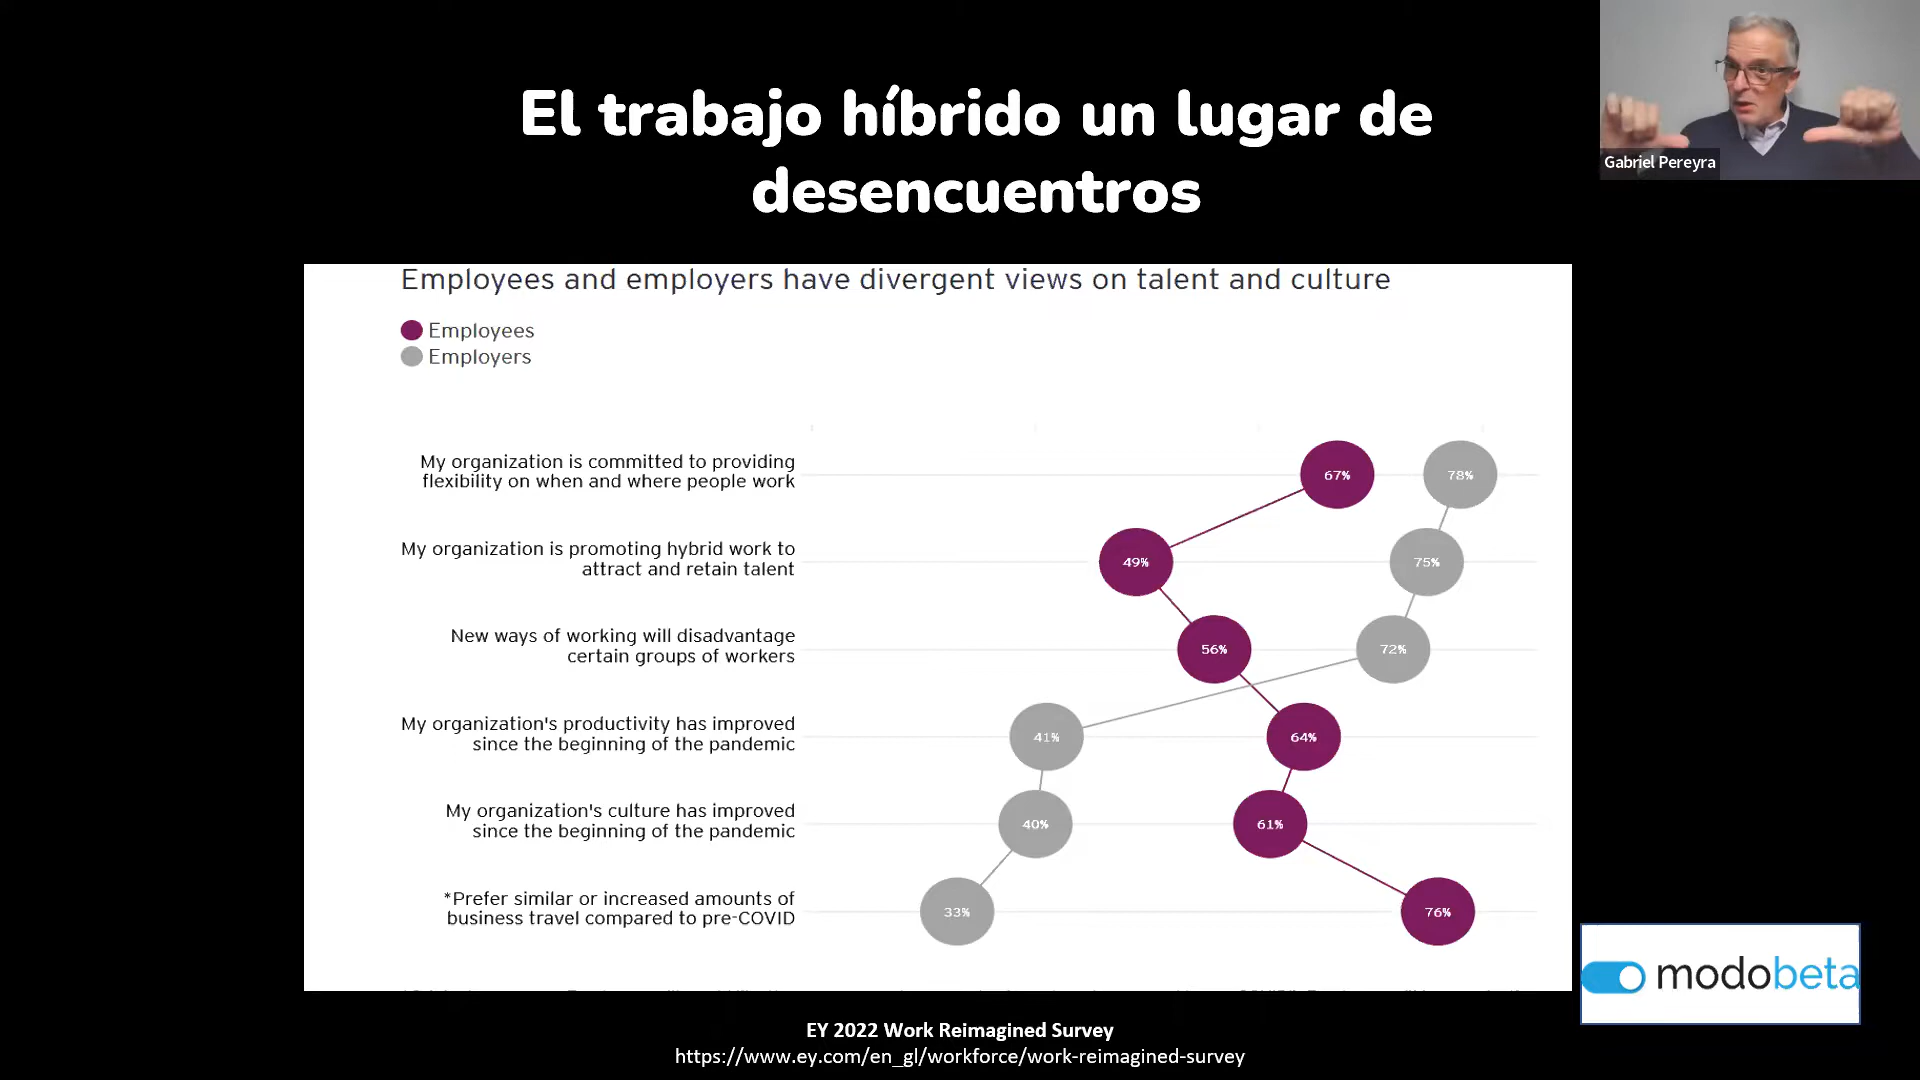 El trabajo híbrido un lugar de
desencuentros
Gabriel Pereyra
Employees and employers have divergent views on talent and culture
Employees
Employers
My organization is committed to providing
flexibility on when and where people work
67%
78%
My organization is promoting hybrid work to
attract and retain talent
49%
75%
New ways of working will disadvantage
certain groups of workers
56%
72%
My organization's productivity has improved
since the beginning of the pandemic
41%
64%
My organization's culture has improved
since the beginning of the pandemic
40%
61%
*Prefer similar or increased amounts of
business travel compared to pre-COVID
33%
76%
modobeta
EY 2022 Work Reimagined Survey
https://www.ey.com/en_gl/workforce/work-reimagined-survey